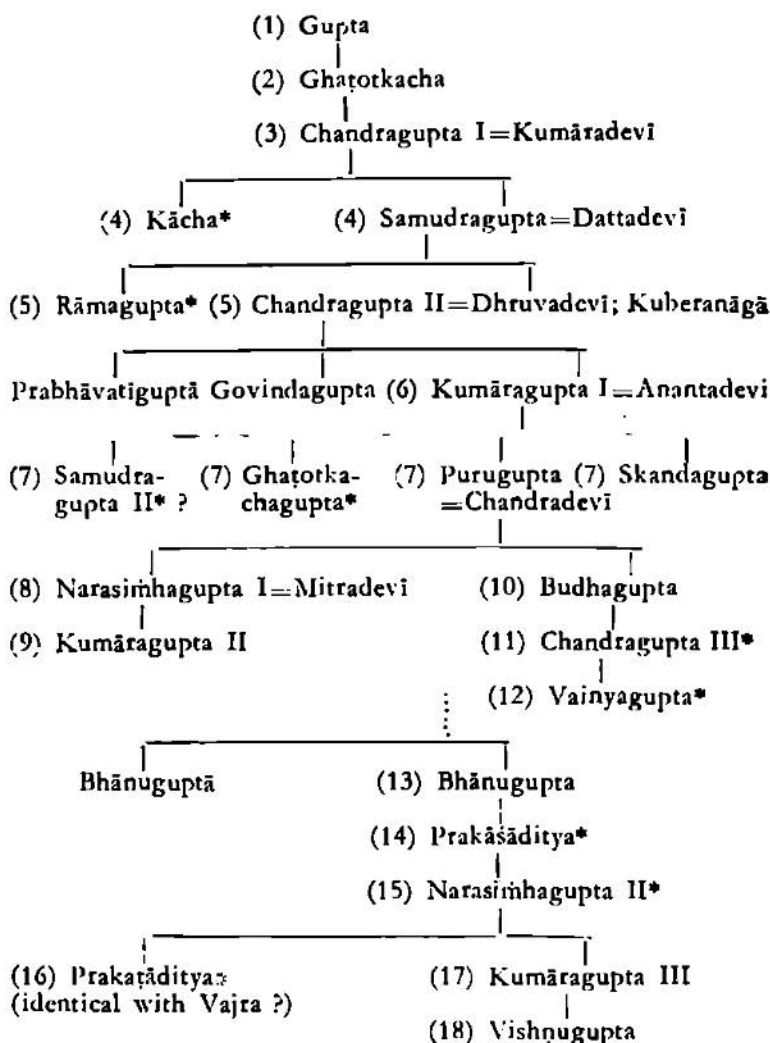 (1) Gupta
(2) Ghaṭotkacha
(3) Chandragupta I=Kumāradevī
(4) Kācha* (4) Samudragupta=Dattadevī
(5) Rāmagupta* (5) Chandragupta II=Dhruvadevī; Kuberanāgā
Prabhāvatīguptā Govindagupta (6) Kumāragupta I=Anantadevi
(7) Samudra- (7) Ghaṭotka- (7) Purugupta (7) Skandagupta
gupta II* ? chagupta* =Chandradevī
(8) Narasiṁhagupta I=Mitradevī (10) Budhagupta
(9) Kumāragupta II (11) Chandragupta III*
(12) Vainyagupta*
Bhānuguptā (13) Bhānugupta
(14) Prakāśāditya*
(15) Narasiṁhagupta II*
(16) Prakaṭāditya* (17) Kumāragupta III
(identical with Vajra ?)
(18) Vishṇugupta